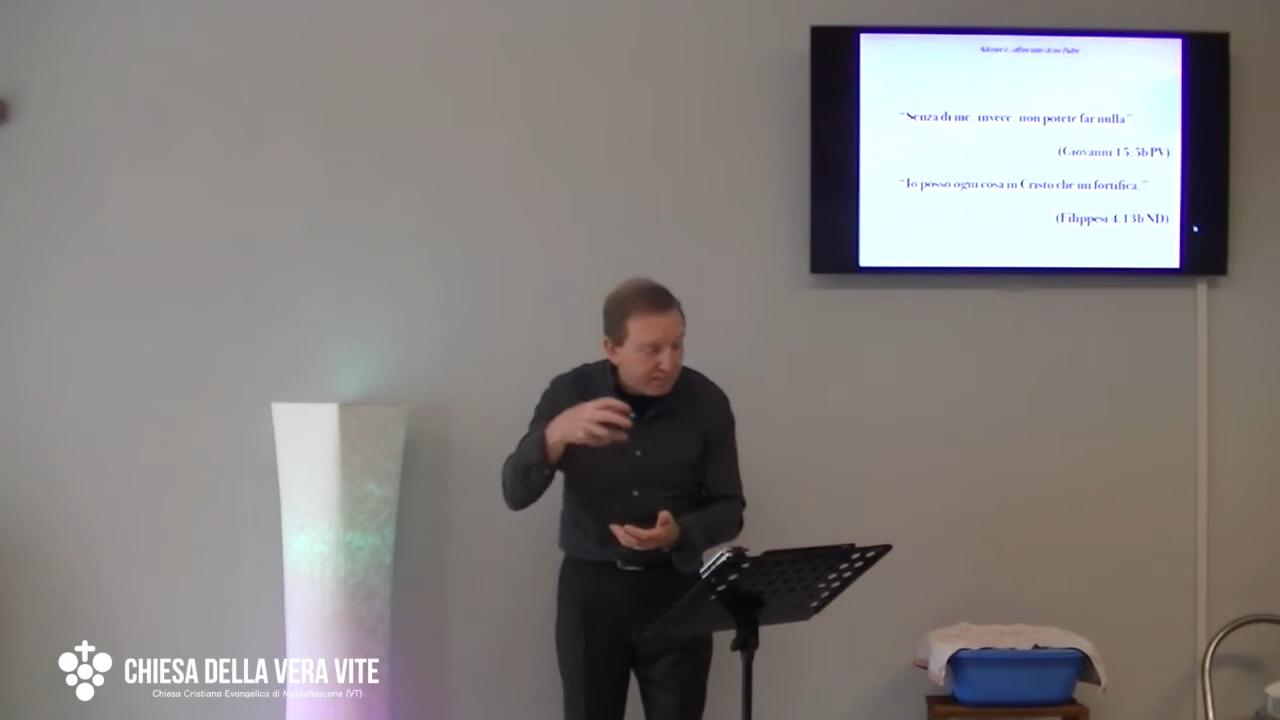 "Senza di me, invece, non potete far nulla"
(Giovanni 15:5b PV)
"Io posso ogni cosa in Cristo che mi fortifica."
(Filippesi 4:13b ND)
CHIESA DELLA VERA VITE
Chiesa Cristiana Evangelica di Montefiascone (VT)